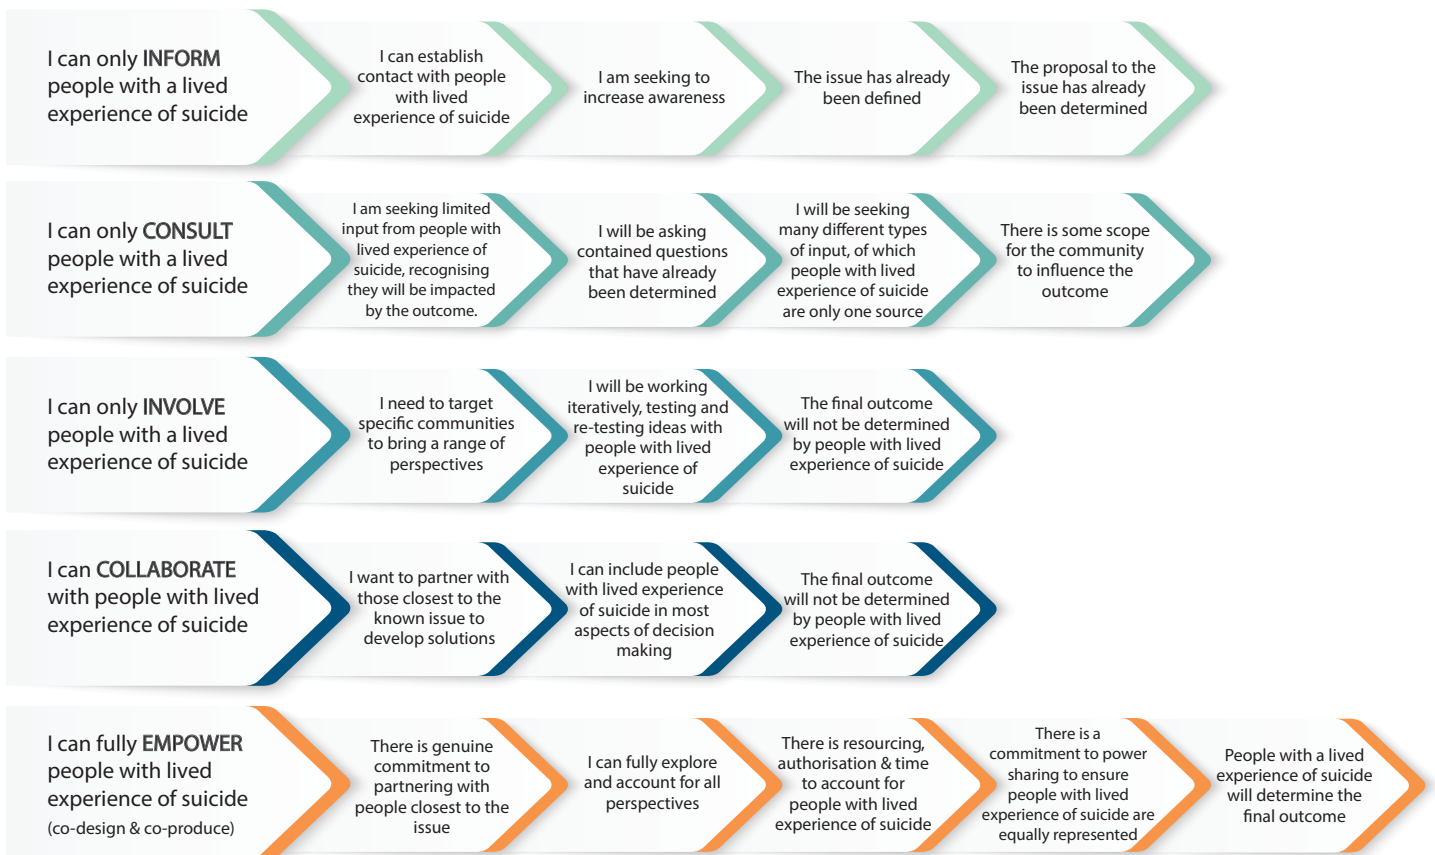 I can only INFORM
people with a lived
experience of suicide
I can establish
contact with people
with lived
experience of suicide
I am seeking to
increase awareness
The issue has already
been defined
The proposal to the
issue has already
been determined
I can only CONSULT
people with a lived
experience of suicide
I am seeking limited
input from people with
lived experience of
suicide, recognising
they will be impacted
by the outcome.
I will be asking
contained questions
that have already
been determined
I will be seeking
many different types
of input, of which
people with lived
experience of suicide
are only one source
There is some scope
for the community
to influence the
outcome
I can only INVOLVE
people with a lived
experience of suicide
I need to target
specific communities
to bring a range of
perspectives
I will be working
iteratively, testing and
re-testing ideas with
people with lived
experience of
suicide
The final outcome
will not be determined
by people with lived
experience of suicide
I can COLLABORATE
with people with lived
experience of suicide
I want to partner with
those closest to the
known issue to
develop solutions
I can include people
with lived experience
of suicide in most
aspects of decision
making
The final outcome
will not be determined
by people with lived
experience of suicide
I can fully EMPOWER
people with lived
experience of suicide
(co-design & co-produce)
There is genuine
commitment to
partnering with
people closest to the
issue
I can fully explore
and account for all
perspectives
There is resourcing,
authorisation & time
to account for
people with lived
experience of suicide
There is a
commitment to power
sharing to ensure
people with lived
experience of suicide are
equally represented
People with a lived
experience of suicide
will determine the
final outcome